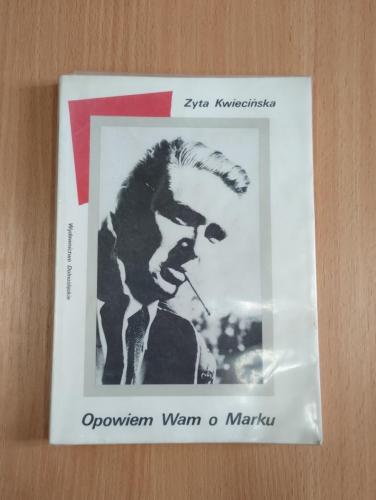 Zyta Kwiecińska
Wydawnictwo Dolnośląskie
Opowiem Wam o Marku